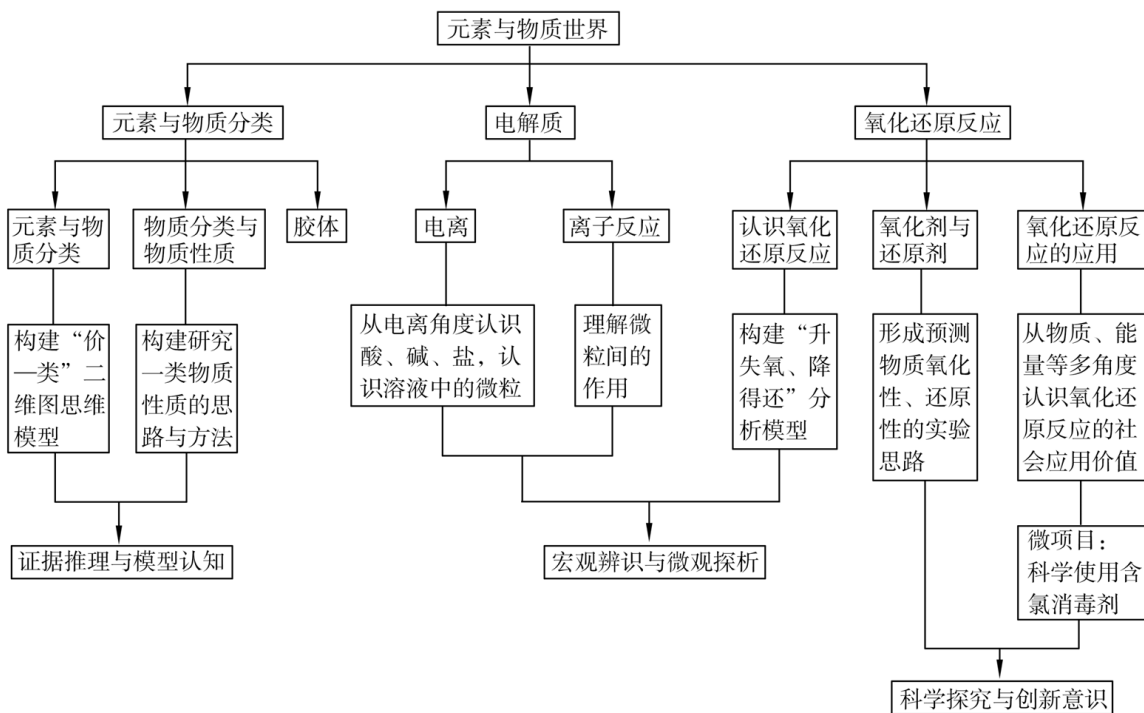 元素与物质世界
元素与物质分类
电解质
氧化还原反应
元素与物
质分类
物质分类与
物质性质
胶体
电离
离子反应
认识氧化
还原反应
氧化剂与
还原剂
氧化还原反
应的应用
构建“价
—类”二
维图思维
模型
构建研究
一类物质
性质的思
路与方法
从电离角度认识
酸、碱、盐，认
识溶液中的微粒
理解微
粒间的
作用
构建“升
失氧、降
得还”分
析模型
形成预测
物质氧化
性、还原
性的实验
思路
从物质、能
量等多角度
认识氧化还
原反应的社
会应用价值
证据推理与模型认知
宏观辨识与微观探析
微项目：
科学使用含
氯消毒剂
科学探究与创新意识